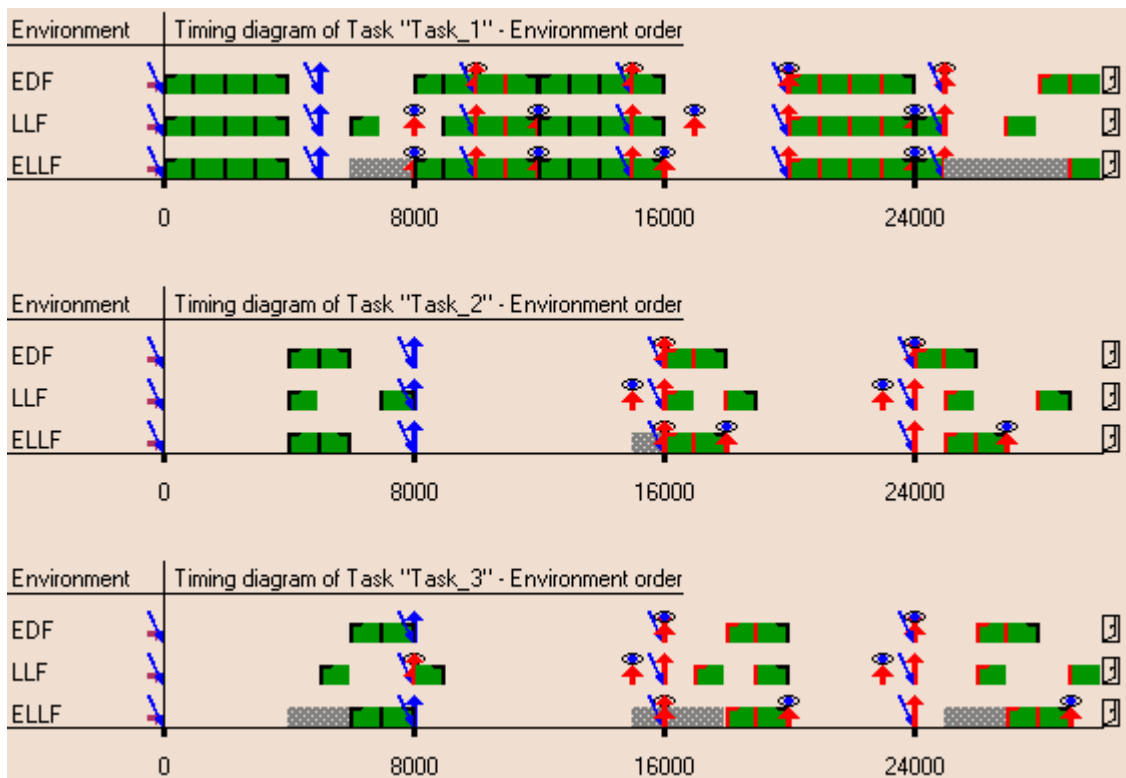 Environment Timing diagram of Task "Task_1" - Environment order
EDF
LLF
ELLF
0 8000 16000 24000
Environment Timing diagram of Task "Task_2" - Environment order
EDF
LLF
ELLF
0 8000 16000 24000
Environment Timing diagram of Task "Task_3" - Environment order
EDF
LLF
ELLF
0 8000 16000 24000